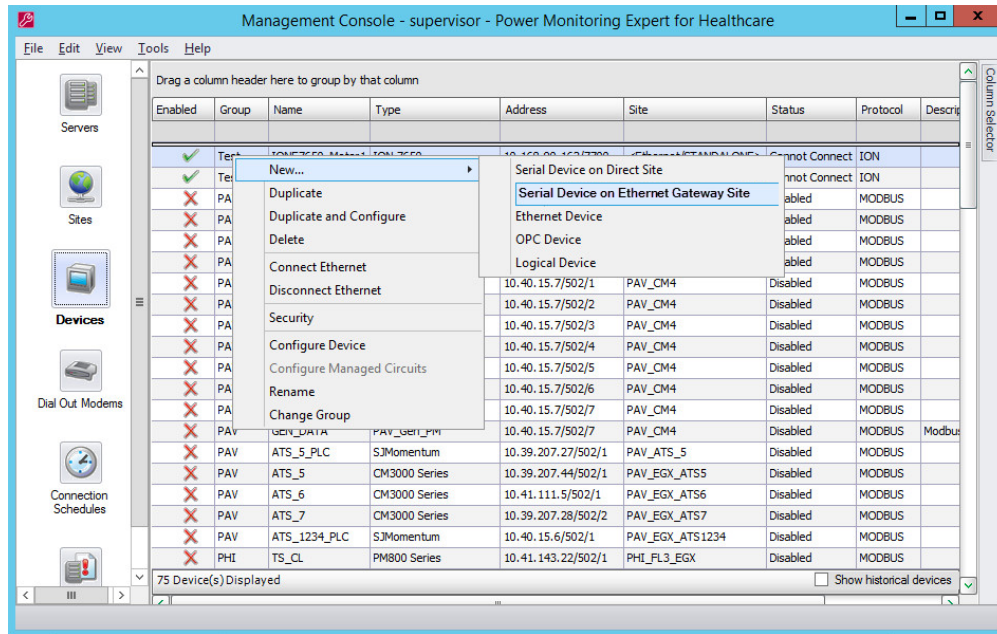 Management Console - supervisor - Power Monitoring Expert for Healthcare
File Edit View Tools Help
Servers
Sites
Devices
Dial Out Modems
Connection
Schedules
Drag a column header here to group by that column
Enabled Group Name Type Address Site Status Protocol Descrip
Column Selector
ION
ION
PA MODBUS
PA MODBUS
PA MODBUS
PA MODBUS
PA 10.40.15.7/502/1 PAV_CM4 Disabled MODBUS
PA 10.40.15.7/502/2 PAV_CM4 Disabled MODBUS
PA 10.40.15.7/502/3 PAV_CM4 Disabled MODBUS
PA 10.40.15.7/502/4 PAV_CM4 Disabled MODBUS
PA 10.40.15.7/502/5 PAV_CM4 Disabled MODBUS
PA 10.40.15.7/502/6 PAV_CM4 Disabled MODBUS
PA 10.40.15.7/502/7 PAV_CM4 Disabled MODBUS
PAV GEN_DATA PAV_Gen_PM 10.40.15.7/502/7 PAV_CM4 Disabled MODBUS Modbus
PAV ATS_5_PLC SJMomentum 10.39.207.27/502/1 PAV_ATS_5 Disabled MODBUS
PAV ATS_5 CM3000 Series 10.39.207.44/502/1 PAV_EGX_ATS5 Disabled MODBUS
PAV ATS_6 CM3000 Series 10.41.111.5/502/1 PAV_EGX_ATS6 Disabled MODBUS
PAV ATS_7 CM3000 Series 10.39.207.28/502/2 PAV_EGX_ATS7 Disabled MODBUS
PAV ATS_1234_PLC SJMomentum 10.40.15.6/502/1 PAV_EGX_ATS1234 Disabled MODBUS
PHI TS_CL PM800 Series 10.41.143.22/502/1 PHI_FL3_EGX Disabled MODBUS
New...
Duplicate
Duplicate and Configure
Delete
Connect Ethernet
Disconnect Ethernet
Security
Configure Device
Configure Managed Circuits
Rename
Change Group
Serial Device on Direct Site
Serial Device on Ethernet Gateway Site
Ethernet Device
OPC Device
Logical Device
75 Device(s) Displayed
Show historical devices